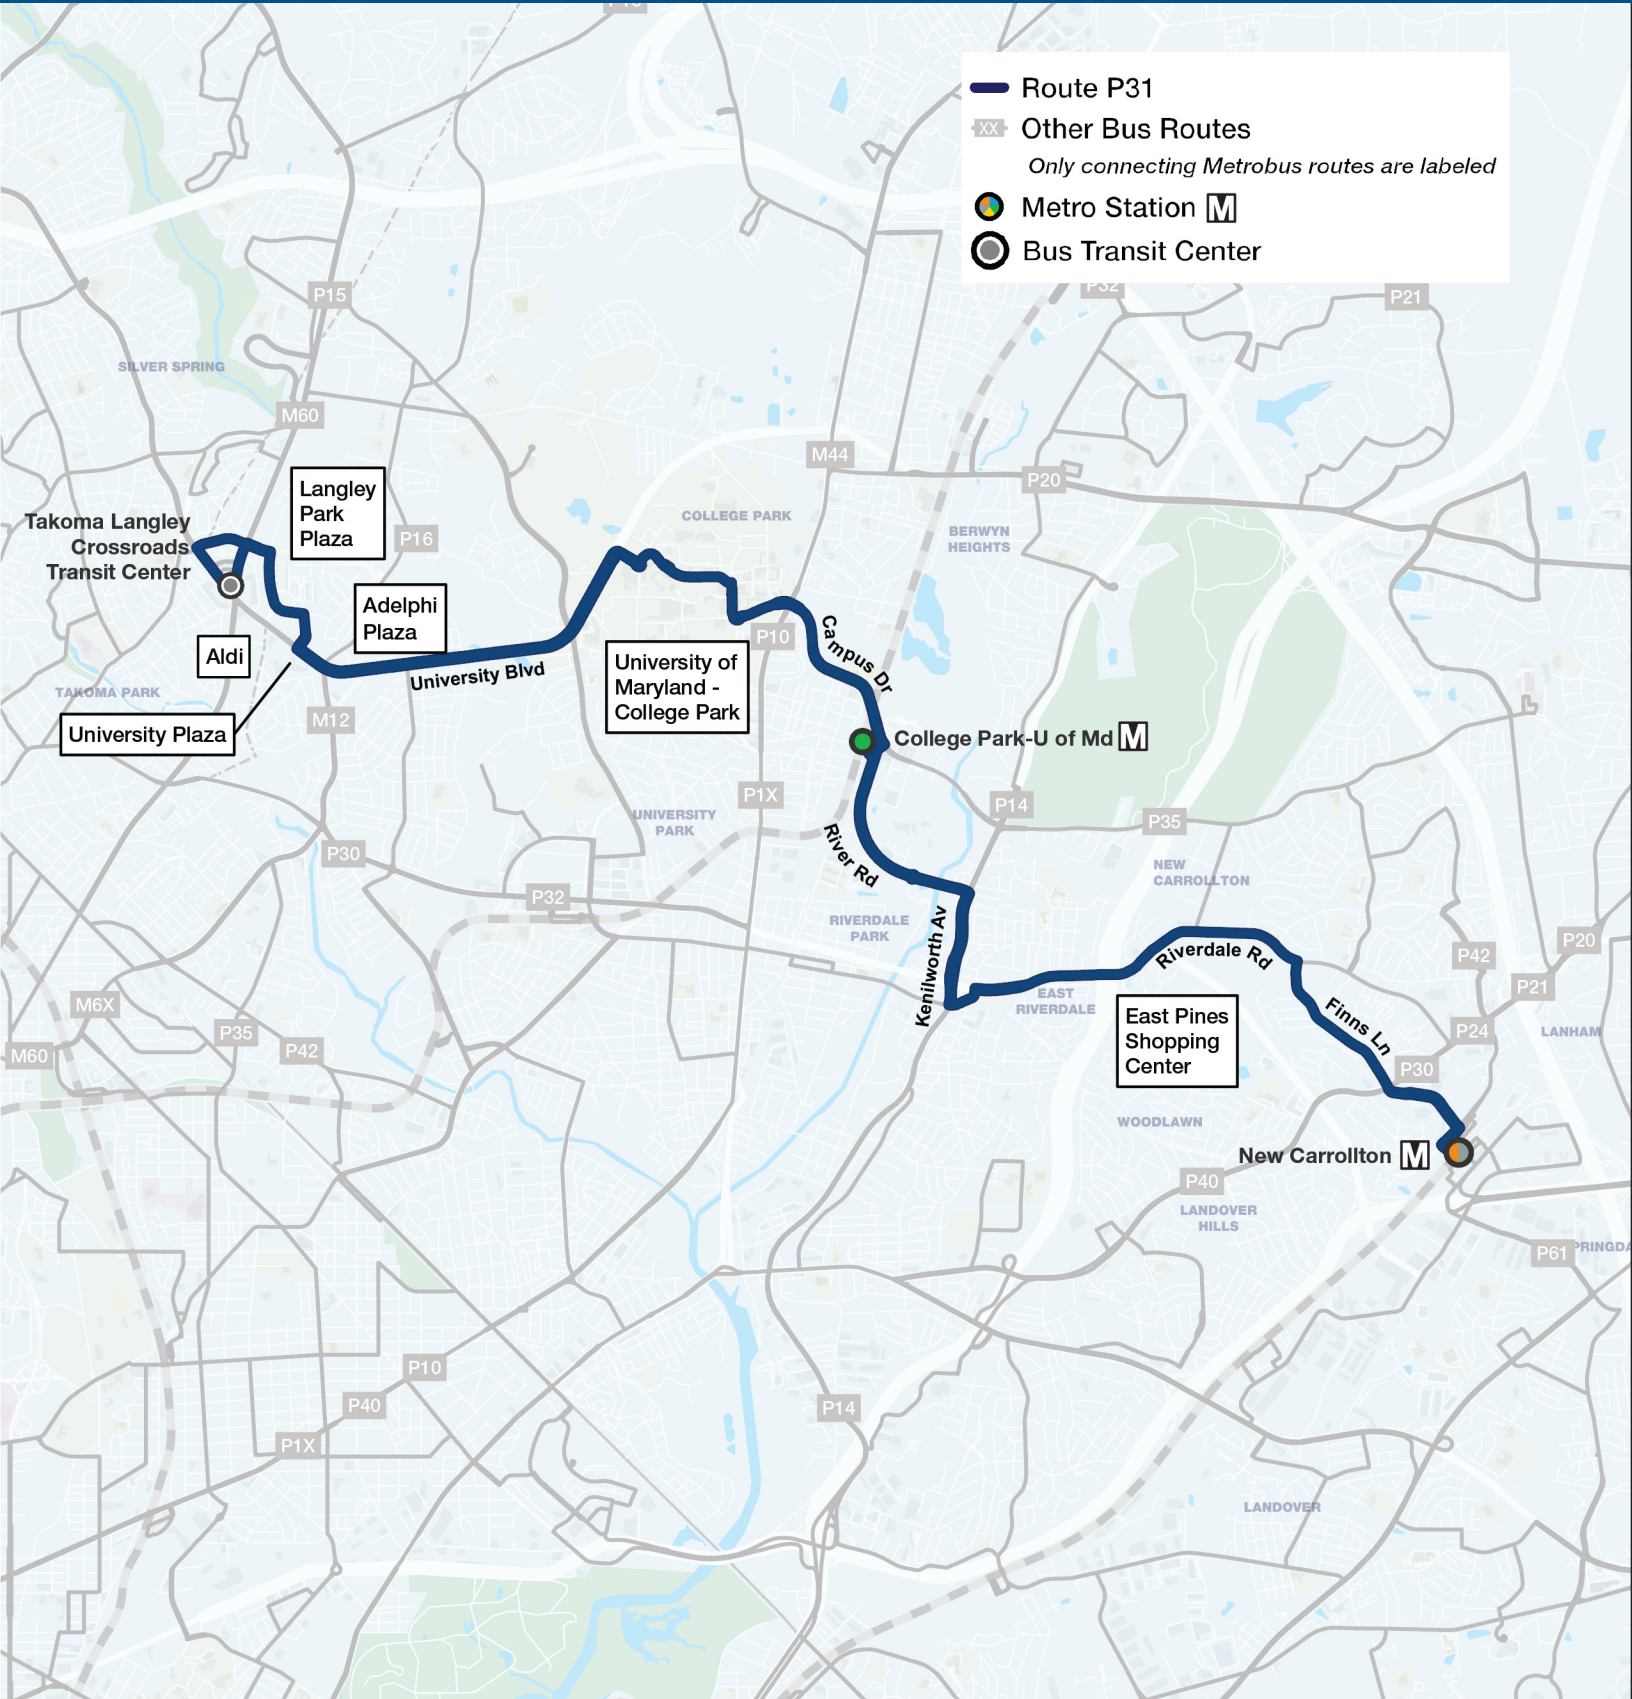 Route P31
XX Other Bus Routes
Only connecting Metrobus routes are labeled
Metro Station M
Bus Transit Center
P32
P21
P15
SILVER SPRING
M60
M44
P20
Langley
Park
Plaza
COLLEGE PARK
Takoma Langley
Crossroads
Transit Center
P16
BERWYN
HEIGHTS
Adelphi
Plaza
P10
Campus Dr
Aldi
University Blvd
University of
Maryland -
College Park
TAKOMA PARK
M12
University Plaza
College Park-U of Md M
P1X
P14
UNIVERSITY
PARK
P35
P30
River Rd
NEW
CARROLLTON
P32
RIVERDALE
PARK
Kenilworth Av
Riverdale Rd
P42
P20
P21
M6X
EAST
RIVERDALE
East Pines
Shopping
Center
Finns Ln
P24
LANHAM
P35
P42
M60
P30
WOODLAWN
New Carrollton M
P40
LANDOVER
HILLS
P61
PRINGDA
P10
P40
P14
P1X
LANDOVER